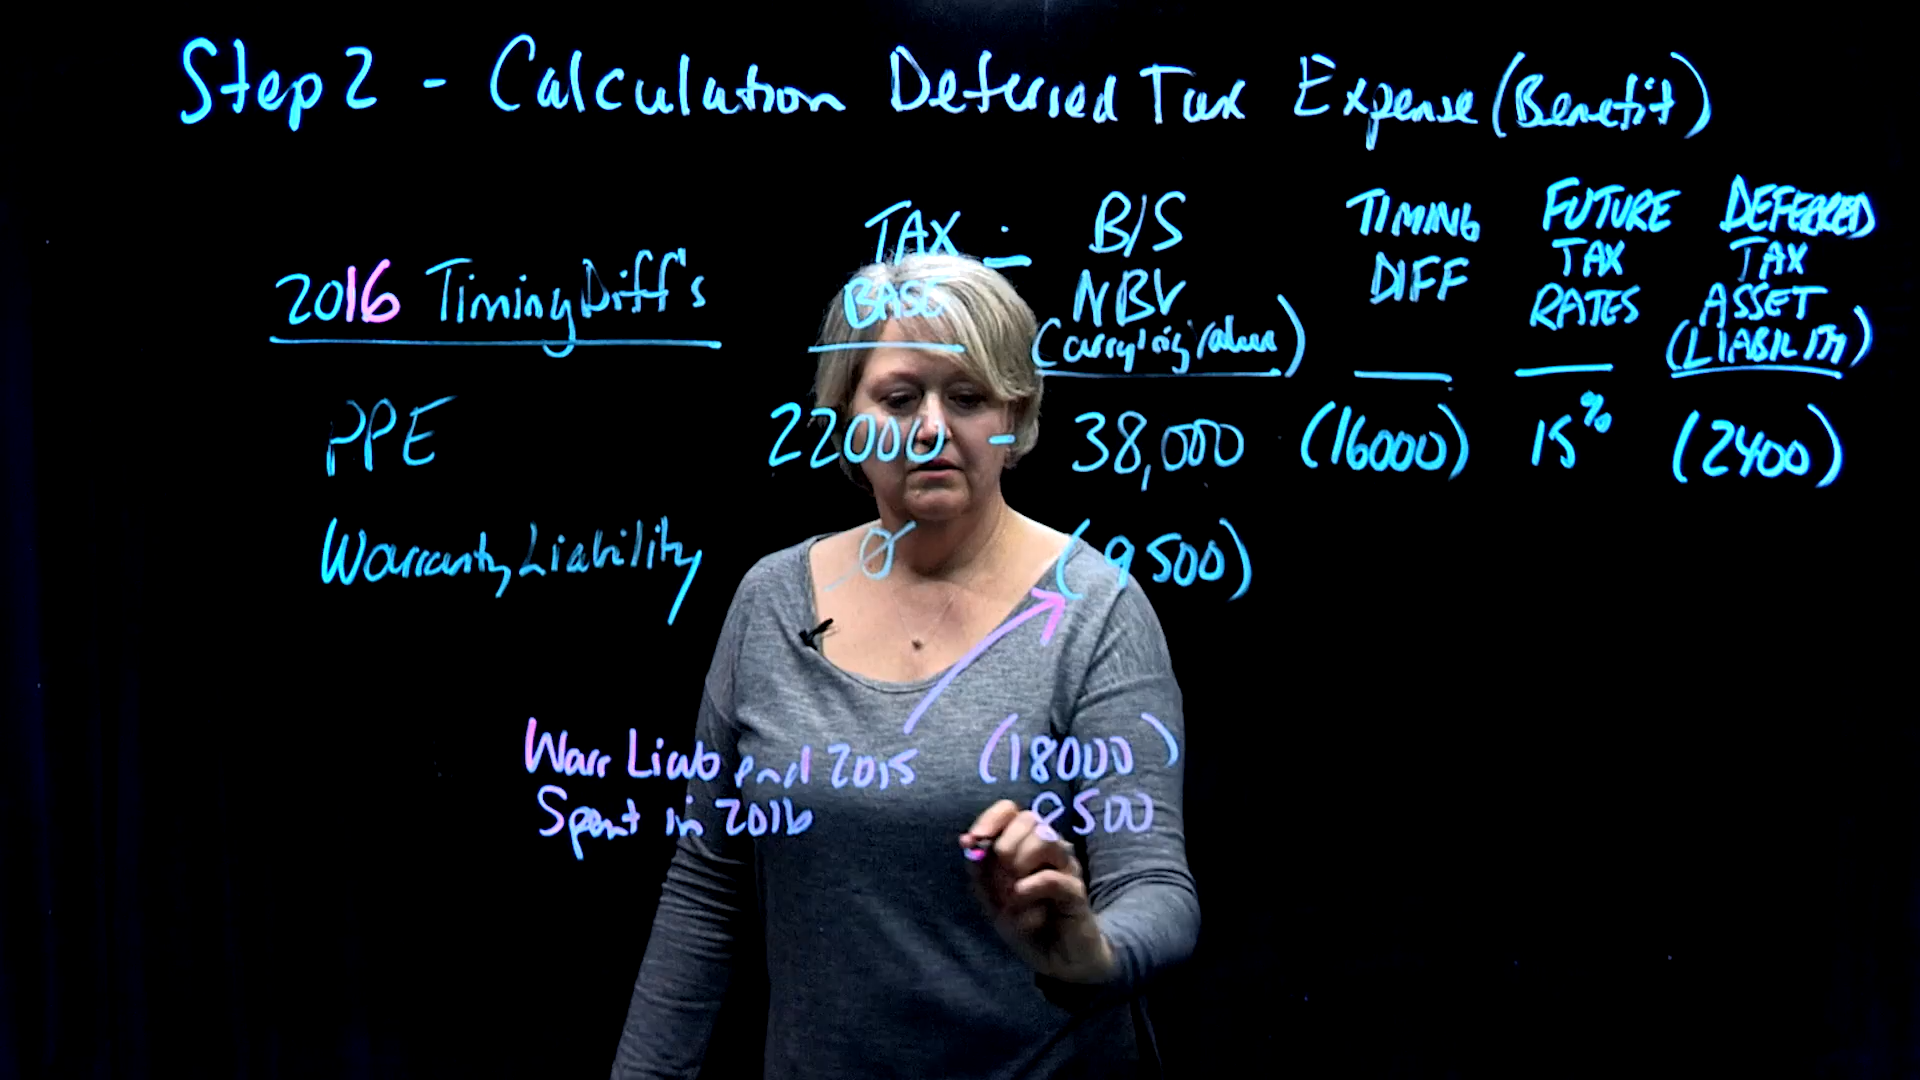 Step 2 - Calculation Deferred Tax Expense (Benefit)
2016 Timing Diff's
TAX BASE
-
B/S NBV (carrying value)
TIMING DIFF
FUTURE TAX RATES
DEFERRED TAX ASSET (LIABILITY)
PPE 22000 - 38,000 (16000) 15% (2400)
Warranty Liability Ø (9500)
Warr Liab end 2015 (18000)
Spent in 2016 8500